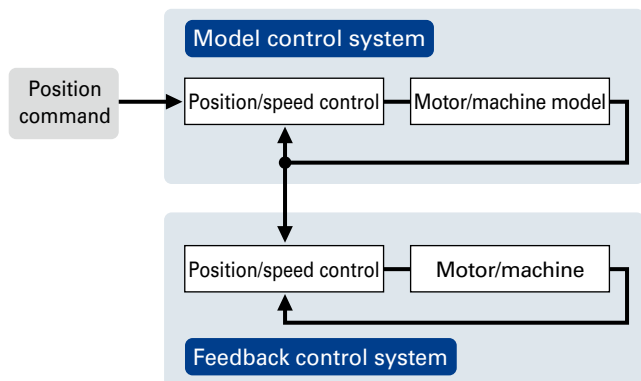 Model control system
Position
command
Position/speed control
Motor/machine model
Position/speed control
Motor/machine
Feedback control system